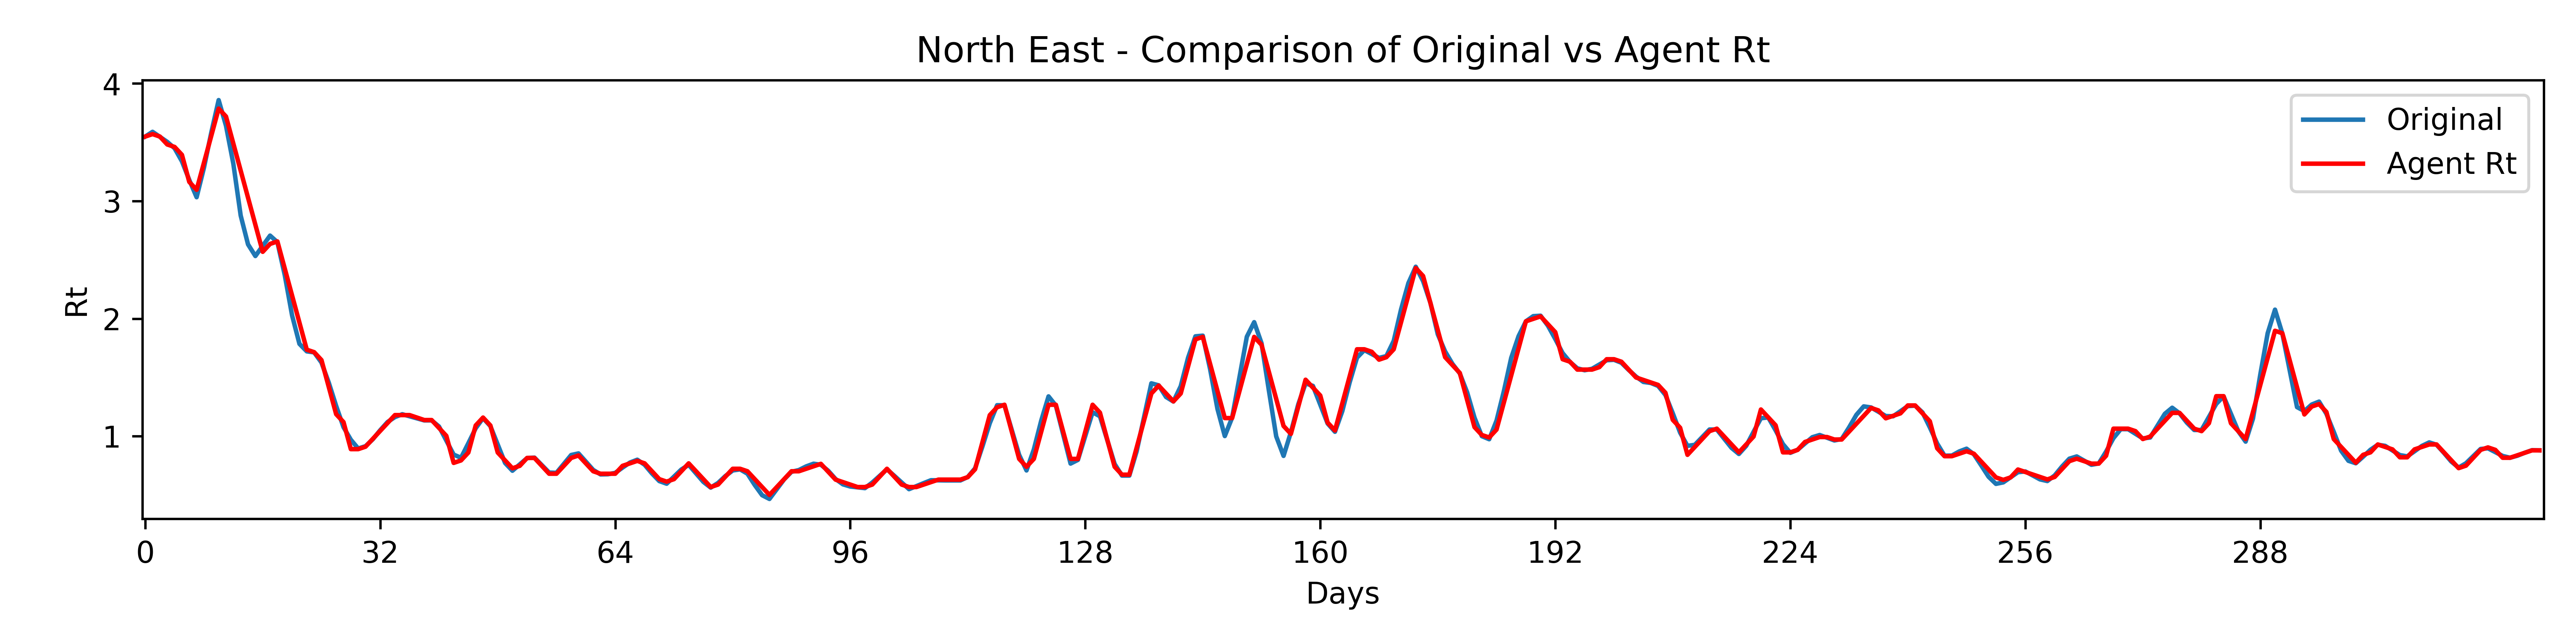 North East - Comparison of Original vs Agent Rt
4
3
2
1
Rt
Original
Agent Rt
0 32 64 96 128 160 192 224 256 288
Days